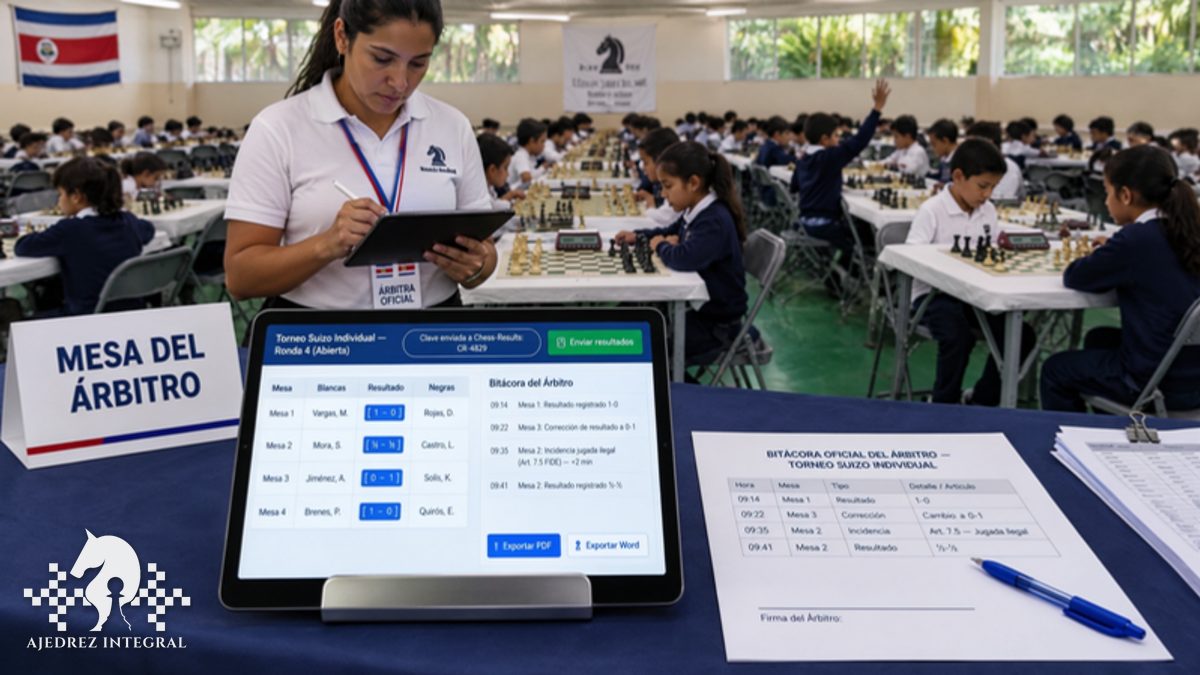 ÁRBITRO
OFICIAL
MESA DEL
ÁRBITRO
Torneo Suizo Individual —
Ronda 4 (Abierta)
Clave enviada a Chess-Results:
CR-4829
Enviar resultados
Mesa Blancas Resultado Negras
Mesa 1 Vargas, M. [ 1 - 0 ] Rojas, D.
Mesa 2 Mora, S. [ ½ - ½ ] Castro, L.
Mesa 3 Jiménez, A. [ 0 - 1 ] Solís, K.
Mesa 4 Brenes, P. [ 1 - 0 ] Quirós, E.
Bitácora del Árbitro
09:14 Mesa 1: Resultado registrado 1-0
09:22 Mesa 3: Corrección de resultado a 0-1
09:35 Mesa 2: Incidencia jugada ilegal
(Art. 7.5 FIDE) — +2 min
09:41 Mesa 2: Resultado registrado ½-½
Exportar PDF
Exportar Word
BITÁCORA OFICIAL DEL ÁRBITRO —
TORNEO SUIZO INDIVIDUAL
Hora Mesa Tipo Detalle / Artículo
09:14 Mesa 1 Resultado 1-0
09:22 Mesa 3 Corrección Cambio a 0-1
09:35 Mesa 2 Incidencia Art. 7.5 — Jugada ilegal
09:41 Mesa 2 Resultado ½-½
Firma del Árbitro:
AJEDREZ INTEGRAL